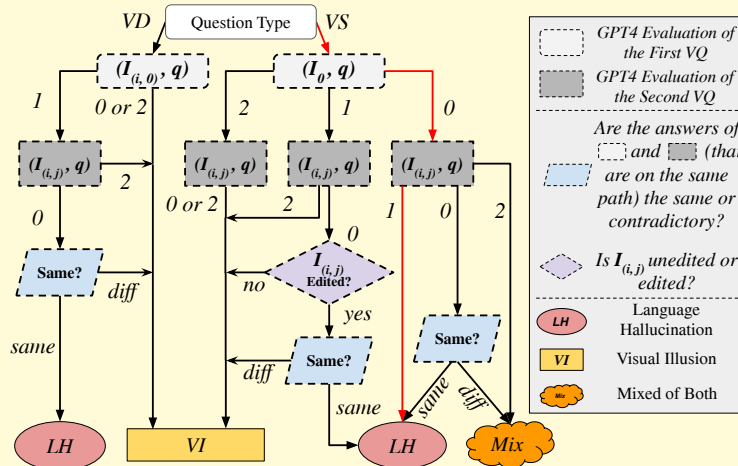 VD
Question Type
VS
(I(i, 0), q)
(I0, q)
1
0 or 2
2
1
0
(I(i,j), q)
(I(i,j), q)
(I(i,j), q)
(I(i,j), q)
2
0 or 2
2
1
0
2
0
0
Same?
diff
no
I(i, j)
Edited?
yes
same
diff
Same?
same
Same?
same
diff
LH
VI
LH
Mix
GPT4 Evaluation of
the First VQ
GPT4 Evaluation of
the Second VQ
Are the answers of
and (that
are on the same
path) the same or
contradictory?
Is I(i, j) unedited or
edited?
LH
Language
Hallucination
VI
Visual Illusion
Mix
Mixed of Both